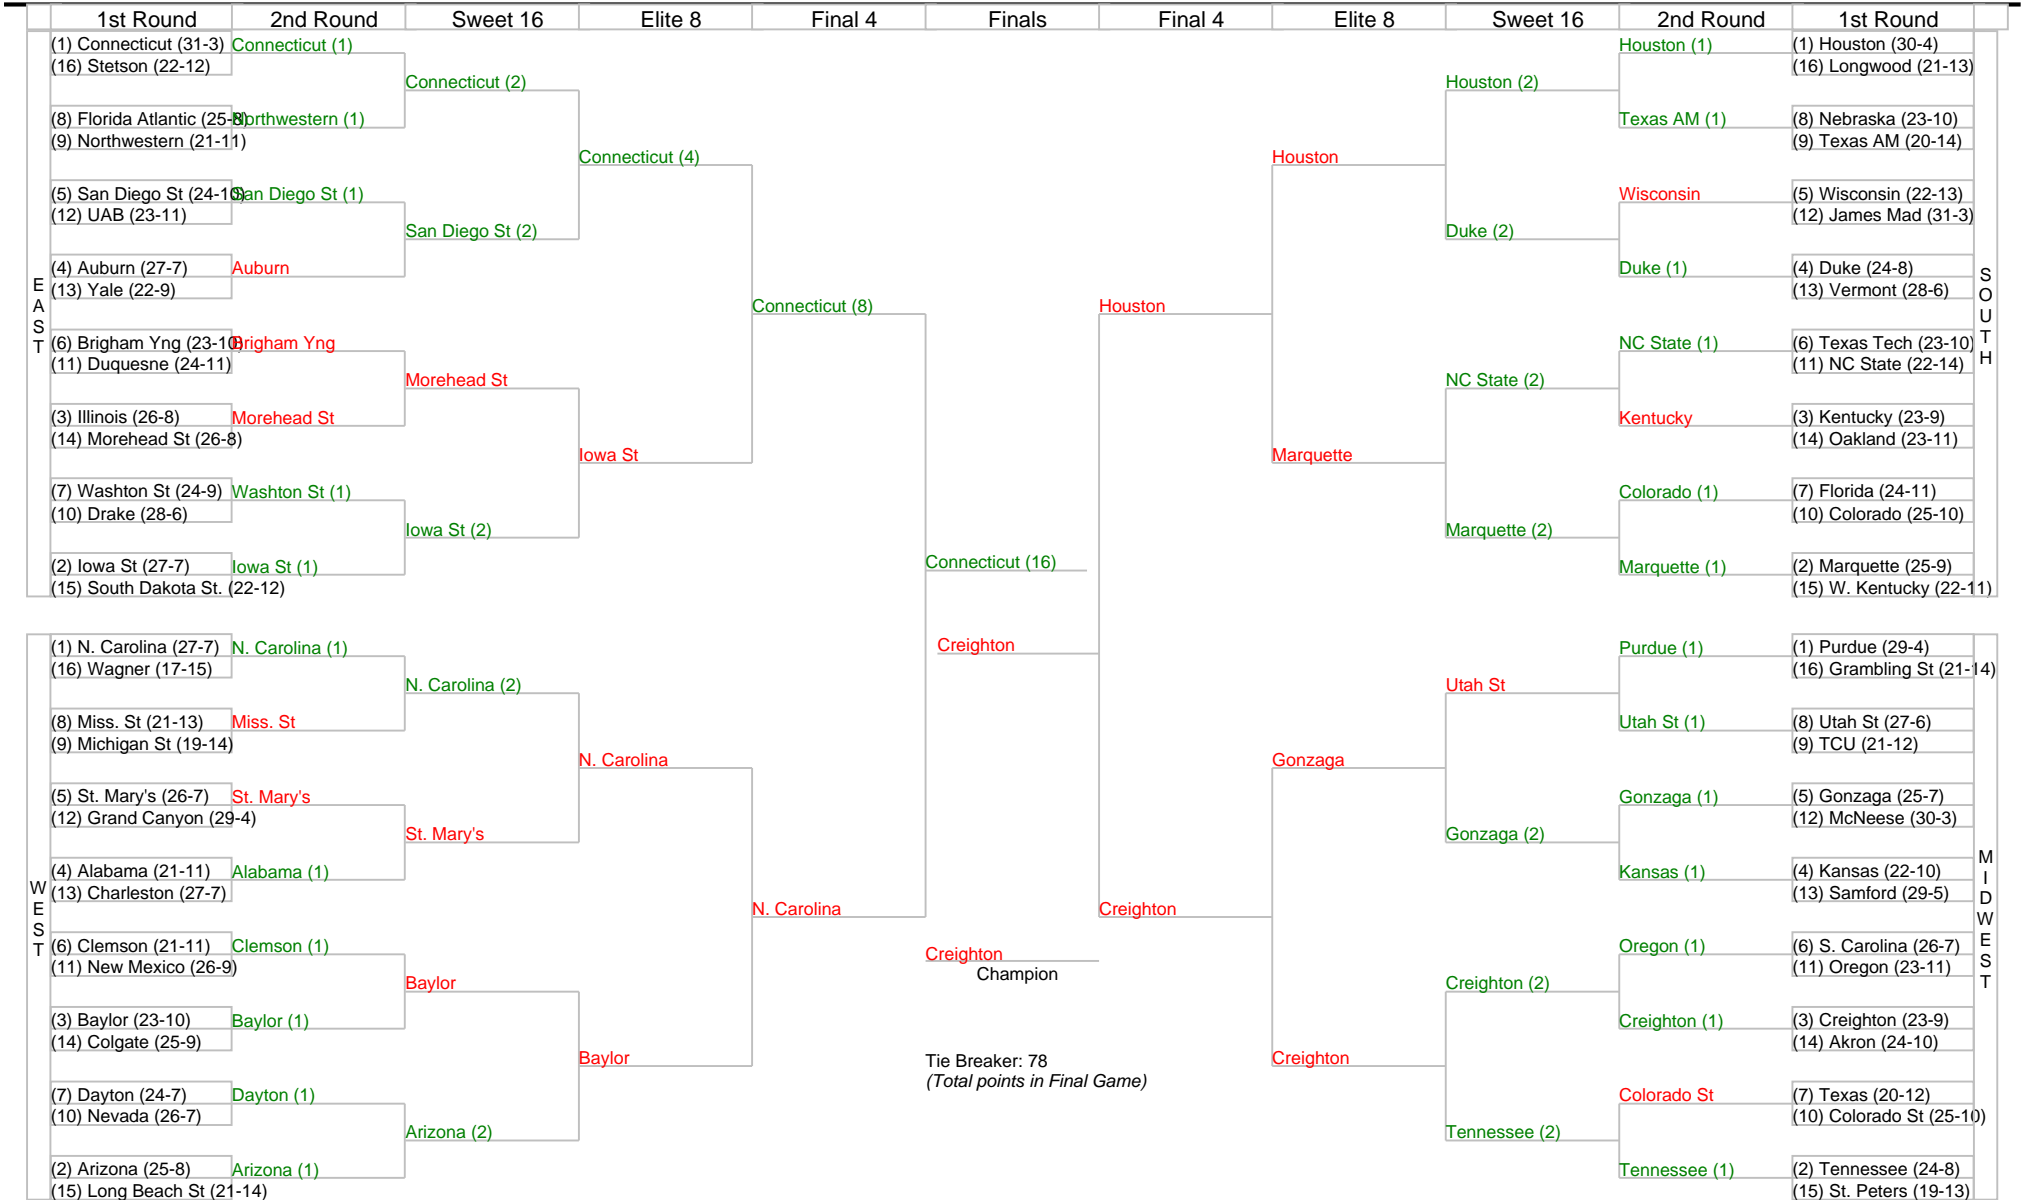 1st Round 2nd Round Sweet 16 Elite 8 Final 4 Finals Final 4 Elite 8 Sweet 16 2nd Round 1st Round
EAST
(1) Connecticut (31-3)
(16) Stetson (22-12)
(8) Florida Atlantic (25-8)
(9) Northwestern (21-11)
(5) San Diego St (24-10)
(12) UAB (23-11)
(4) Auburn (27-7)
(13) Yale (22-9)
(6) Brigham Yng (23-10)
(11) Duquesne (24-11)
(3) Illinois (26-8)
(14) Morehead St (26-8)
(7) Washton St (24-9)
(10) Drake (28-6)
(2) Iowa St (27-7)
(15) South Dakota St. (22-12)
Connecticut (1)
Northwestern (1)
San Diego St (1)
Auburn
Brigham Yng
Morehead St
Washton St (1)
Iowa St (1)
Connecticut (2)
San Diego St (2)
Morehead St
Iowa St (2)
Connecticut (4)
Iowa St
Connecticut (8)
WEST
(1) N. Carolina (27-7)
(16) Wagner (17-15)
(8) Miss. St (21-13)
(9) Michigan St (19-14)
(5) St. Mary's (26-7)
(12) Grand Canyon (29-4)
(4) Alabama (21-11)
(13) Charleston (27-7)
(6) Clemson (21-11)
(11) New Mexico (26-9)
(3) Baylor (23-10)
(14) Colgate (25-9)
(7) Dayton (24-7)
(10) Nevada (26-7)
(2) Arizona (25-8)
(15) Long Beach St (21-14)
N. Carolina (1)
Miss. St
St. Mary's
Alabama (1)
Clemson (1)
Baylor (1)
Dayton (1)
Arizona (1)
N. Carolina (2)
St. Mary's
Baylor
Arizona (2)
N. Carolina
Baylor
N. Carolina
Connecticut (16)
Creighton
Creighton
Champion
Tie Breaker: 78
(Total points in Final Game)
Houston
Houston
Marquette
Houston (2)
Duke (2)
NC State (2)
Marquette (2)
Houston (1)
Texas AM (1)
Wisconsin
Duke (1)
NC State (1)
Kentucky
Colorado (1)
Marquette (1)
(1) Houston (30-4)
(16) Longwood (21-13)
(8) Nebraska (23-10)
(9) Texas AM (20-14)
(5) Wisconsin (22-13)
(12) James Mad (31-3)
(4) Duke (24-8)
(13) Vermont (28-6)
(6) Texas Tech (23-10)
(11) NC State (22-14)
(3) Kentucky (23-9)
(14) Oakland (23-11)
(7) Florida (24-11)
(10) Colorado (25-10)
(2) Marquette (25-9)
(15) W. Kentucky (22-11)
SOUTH
Creighton
Gonzaga
Creighton
Utah St
Gonzaga (2)
Creighton (2)
Tennessee (2)
Purdue (1)
Utah St (1)
Gonzaga (1)
Kansas (1)
Oregon (1)
Creighton (1)
Colorado St
Tennessee (1)
(1) Purdue (29-4)
(16) Grambling St (21-14)
(8) Utah St (27-6)
(9) TCU (21-12)
(5) Gonzaga (25-7)
(12) McNeese (30-3)
(4) Kansas (22-10)
(13) Samford (29-5)
(6) S. Carolina (26-7)
(11) Oregon (23-11)
(3) Creighton (23-9)
(14) Akron (24-10)
(7) Texas (20-12)
(10) Colorado St (25-10)
(2) Tennessee (24-8)
(15) St. Peters (19-13)
MIDWEST